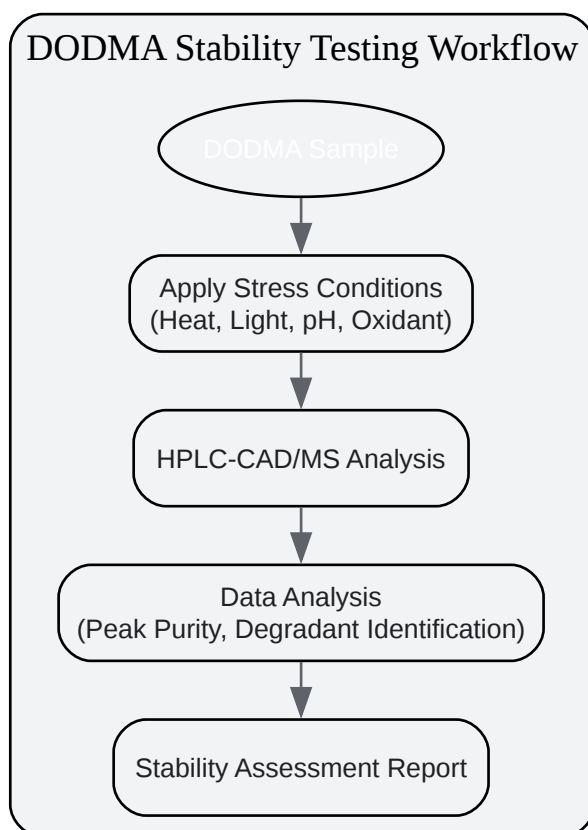 DODMA Stability Testing Workflow
DODMA Sample
Apply Stress Conditions
(Heat, Light, pH, Oxidant)
HPLC-CAD/MS Analysis
Data Analysis
(Peak Purity, Degradant Identification)
Stability Assessment Report